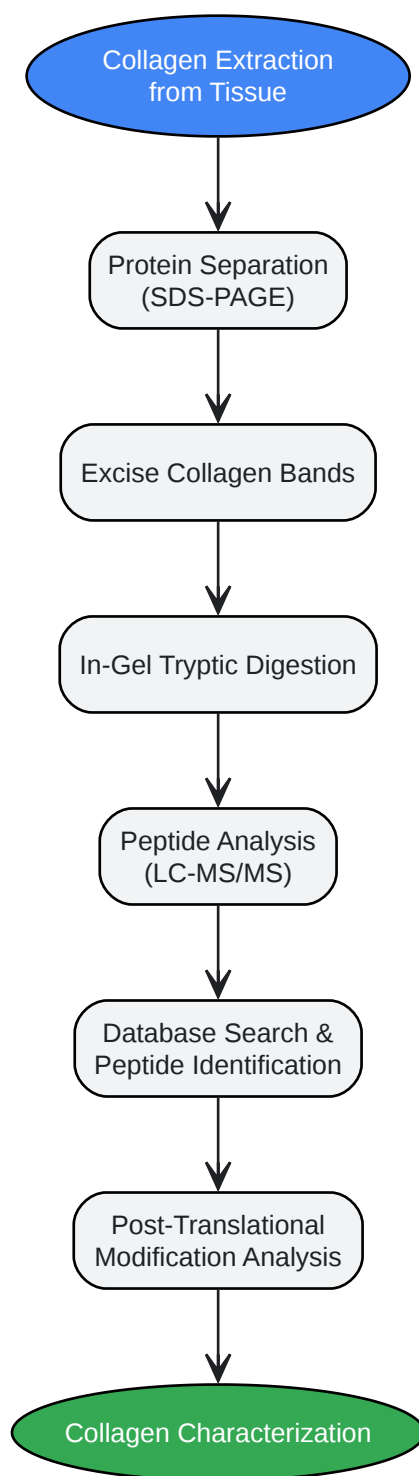 Collagen Extraction
from Tissue
Protein Separation
(SDS-PAGE)
Excise Collagen Bands
In-Gel Tryptic Digestion
Peptide Analysis
(LC-MS/MS)
Database Search &
Peptide Identification
Post-Translational
Modification Analysis
Collagen Characterization